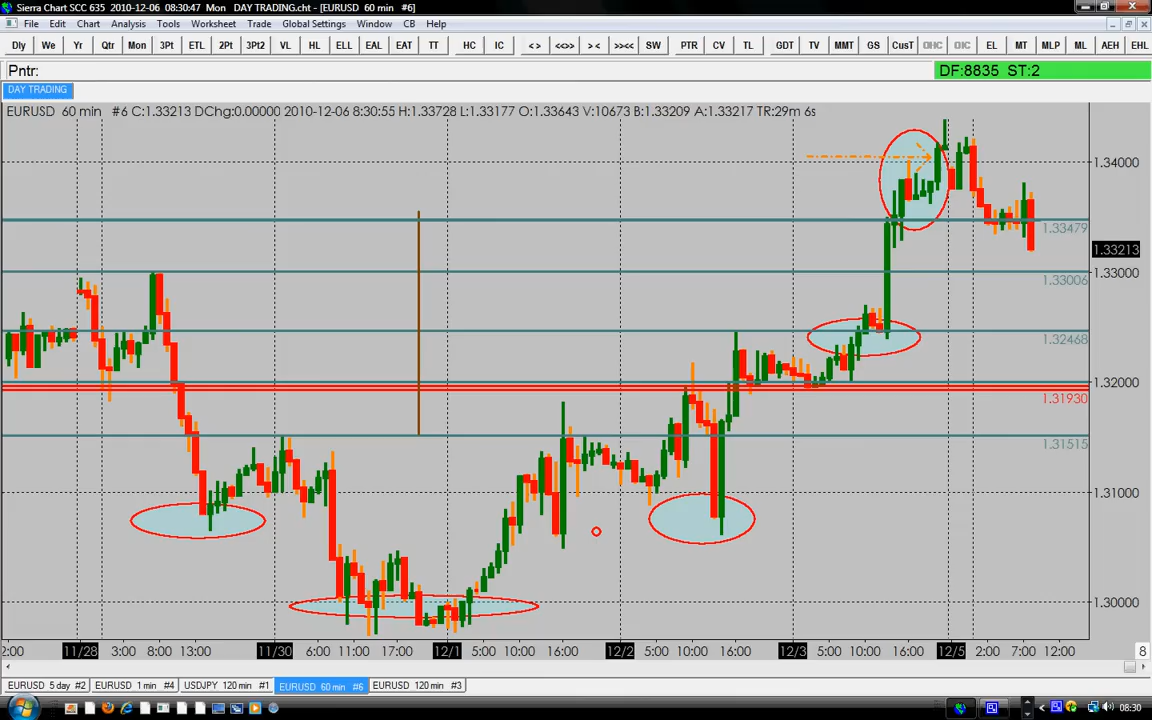 Sierra Chart SCC 635 2010-12-06 08:30:47 Mon DAY TRADING.cht - [EURUSD 60 min #6]
File Edit Chart Analysis Tools Worksheet Trade Global Settings Window CB Help
Dly We Yr Qtr Mon 3Pt ETL 2Pt 3Pt2 VL HL ELL EAL EAT TT HC IC <> <<>> >< >><< SW PTR CV TL GDT TV MMT GS CusT OHC OIC EL MT MLP ML AEH EHL
Pntr: DF:8835 ST:2
DAY TRADING
EURUSD 60 min #6 C:1.33213 DChg:0.00000 2010-12-06 8:30:55 H:1.33728 L:1.33177 O:1.33643 V:10673 B:1.33209 A:1.33217 TR:29m 6s
1.34000
1.33479
1.33213
1.33000
1.33006
1.32468
1.32000
1.31930
1.31515
1.31000
1.30000
2:00 11/28 3:00 8:00 13:00 11/30 6:00 11:00 17:00 12/1 5:00 10:00 16:00 12/2 5:00 10:00 16:00 12/3 5:00 10:00 16:00 12/5 2:00 7:00 12:00 8
EURUSD 5 day #2 EURUSD 1 min #4 USDJPY 120 min #1 EURUSD 60 min #6 EURUSD 120 min #3
08:30